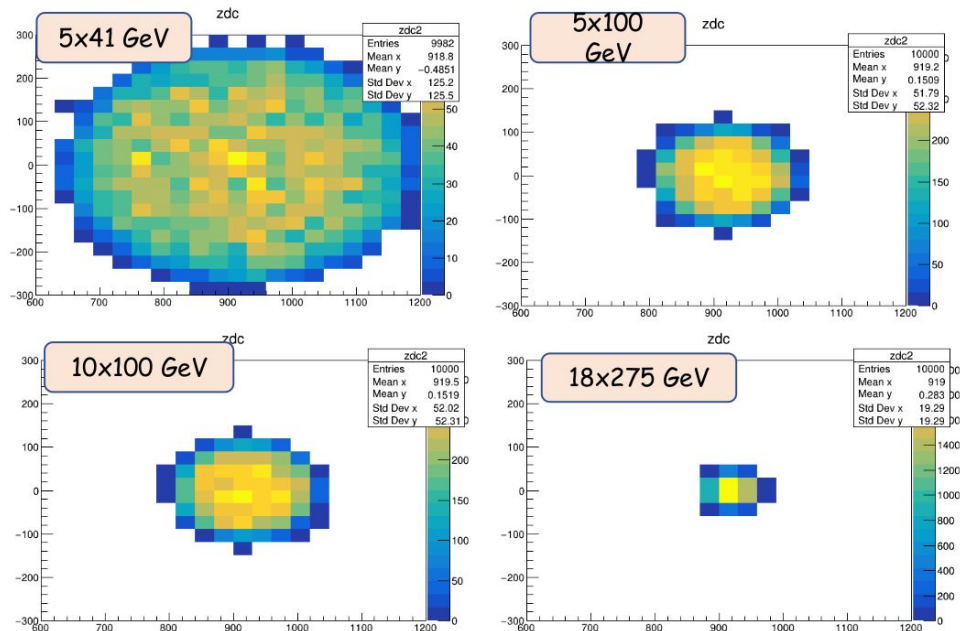 zdc
5x41 GeV
zdc2
Entries 9982
Mean x 918.8
Mean y −0.4851
Std Dev x 125.2
Std Dev y 125.5
300
200
100
0
−100
−200
−300
600 700 800 900 1000 1100 1200
50
40
30
20
10
0
zdc
5x100
GeV
zdc2
Entries 10000
Mean x 919.2
Mean y 0.1509
Std Dev x 51.79
Std Dev y 52.32
300
200
100
0
−100
−200
−300
600 700 800 900 1000 1100 1200
200
150
100
50
0
zdc
10x100 GeV
zdc2
Entries 10000
Mean x 919.5
Mean y 0.1519
Std Dev x 52.02
Std Dev y 52.31
300
200
100
0
−100
−200
−300
600 700 800 900 1000 1100 1200
200
150
100
50
0
zdc
18x275 GeV
zdc2
Entries 10000
Mean x 919
Mean y 0.283
Std Dev x 19.29
Std Dev y 19.29
300
200
100
0
−100
−200
−300
600 700 800 900 1000 1100 1200
1400
1200
1000
800
600
400
200
0